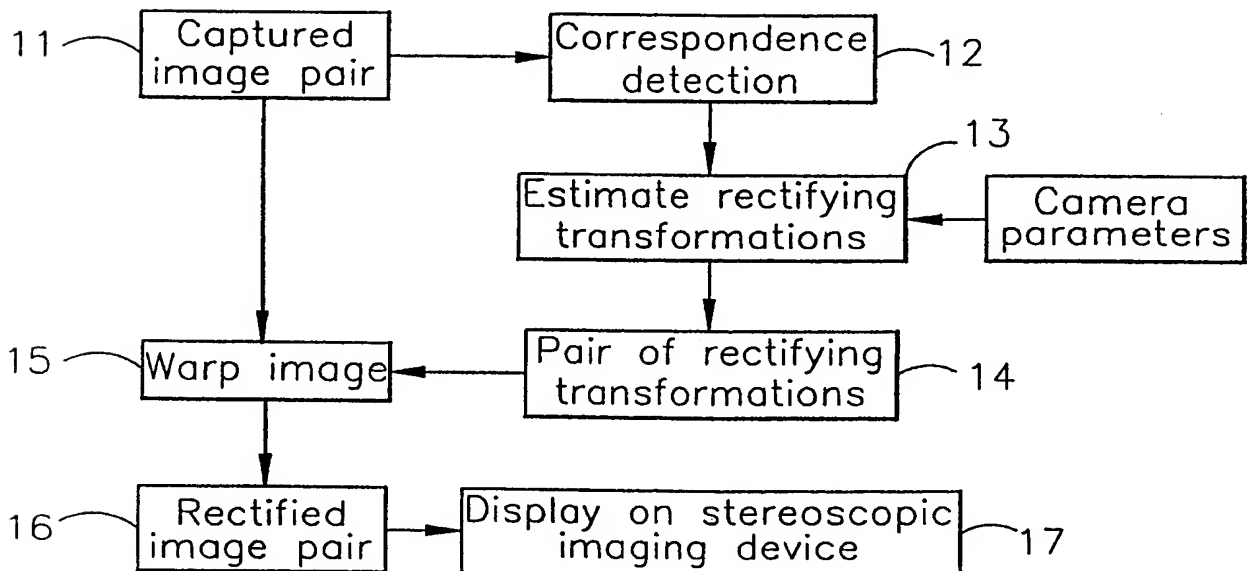 11
Captured
image pair
Correspondence
detection
12
13
Estimate rectifying
transformations
Camera
parameters
15
Warp image
Pair of rectifying
transformations
14
16
Rectified
image pair
Display on stereoscopic
imaging device
17